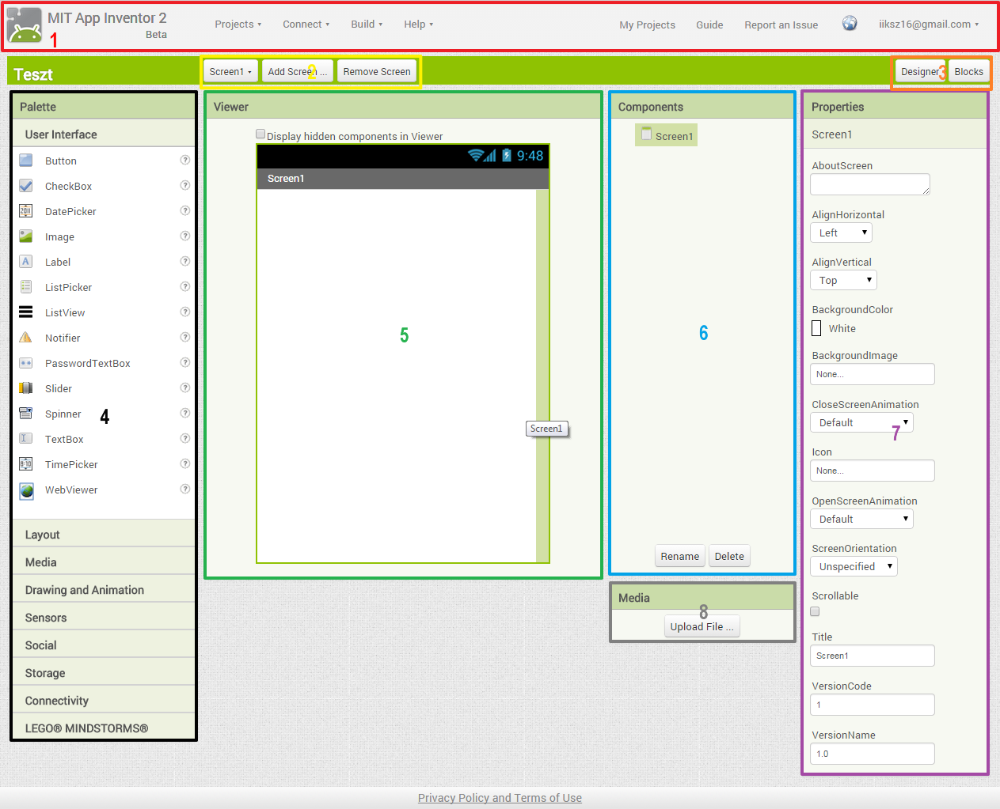 MIT App Inventor 2
Beta
1
Projects
Connect
Build
Help
My Projects
Guide
Report an Issue
iiksz16@gmail.com
Teszt
Screen1
Add Screen ...
2
Remove Screen
Designer
3
Blocks
Palette
User Interface
Button
?
CheckBox
?
2011
DatePicker
?
Image
?
A
Label
?
ListPicker
?
ListView
?
Notifier
?
PasswordTextBox
?
Slider
?
Spinner
?
4
TextBox
?
8:10
TimePicker
?
WebViewer
?
Layout
Media
Drawing and Animation
Sensors
Social
Storage
Connectivity
LEGO® MINDSTORMS®
Viewer
Display hidden components in Viewer
9:48
Screen1
5
Screen1
Components
Screen1
6
Rename
Delete
Media
8
Upload File ...
Properties
Screen1
AboutScreen
AlignHorizontal
Left
AlignVertical
Top
BackgroundColor
White
BackgroundImage
None...
CloseScreenAnimation
Default
7
Icon
None...
OpenScreenAnimation
Default
ScreenOrientation
Unspecified
Scrollable
Title
Screen1
VersionCode
1
VersionName
1.0
Privacy Policy and Terms of Use